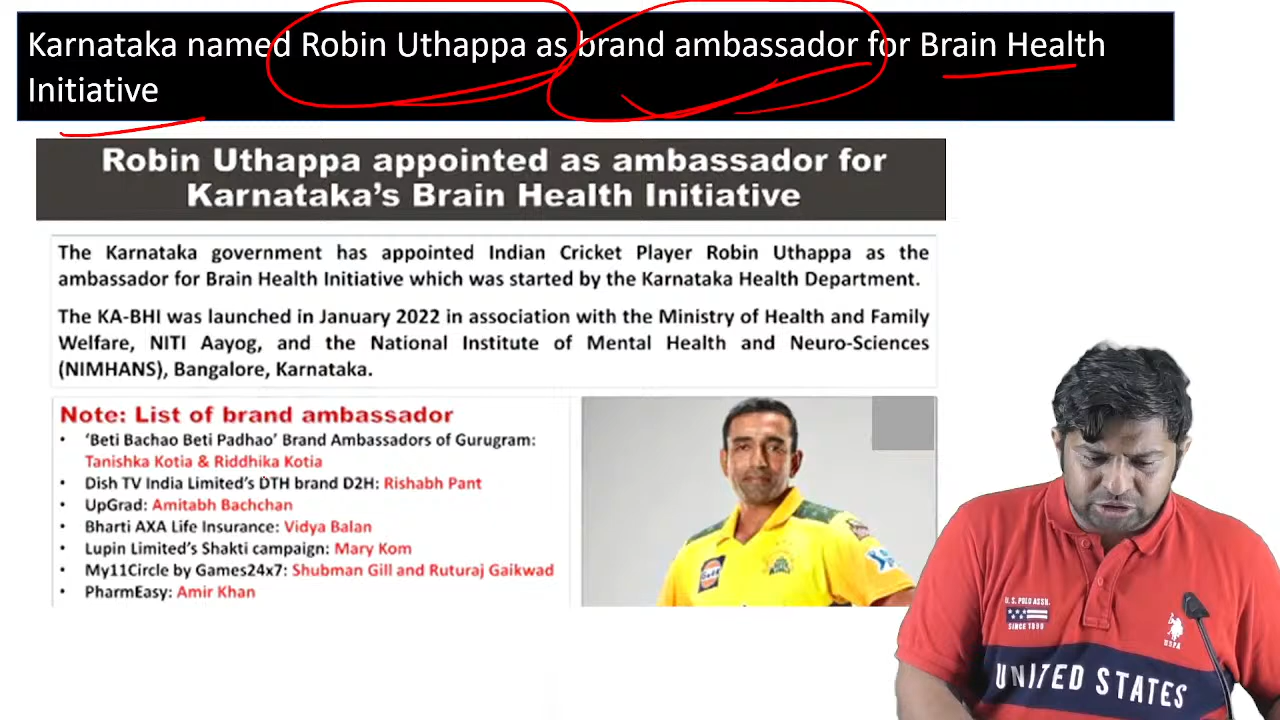 Karnataka named Robin Uthappa as brand ambassador for Brain Health
Initiative
Robin Uthappa appointed as ambassador for
Karnataka's Brain Health Initiative
The Karnataka government has appointed Indian Cricket Player Robin Uthappa as the
ambassador for Brain Health Initiative which was started by the Karnataka Health Department.
The KA-BHI was launched in January 2022 in association with the Ministry of Health and Family
Welfare, NITI Aayog, and the National Institute of Mental Health and Neuro-Sciences
(NIMHANS), Bangalore, Karnataka.
Note: List of brand ambassador
• 'Beti Bachao Beti Padhao' Brand Ambassadors of Gurugram:
Tanishka Kotia & Riddhika Kotia
• Dish TV India Limited's DTH brand D2H: Rishabh Pant
• UpGrad: Amitabh Bachchan
• Bharti AXA Life Insurance: Vidya Balan
• Lupin Limited's Shakti campaign: Mary Kom
• My11Circle by Games24x7: Shubman Gill and Ruturaj Gaikwad
• PharmEasy: Amir Khan
Gulf
U.S. POLO ASSN.
SINCE 1890
USPA
UNITED STATES